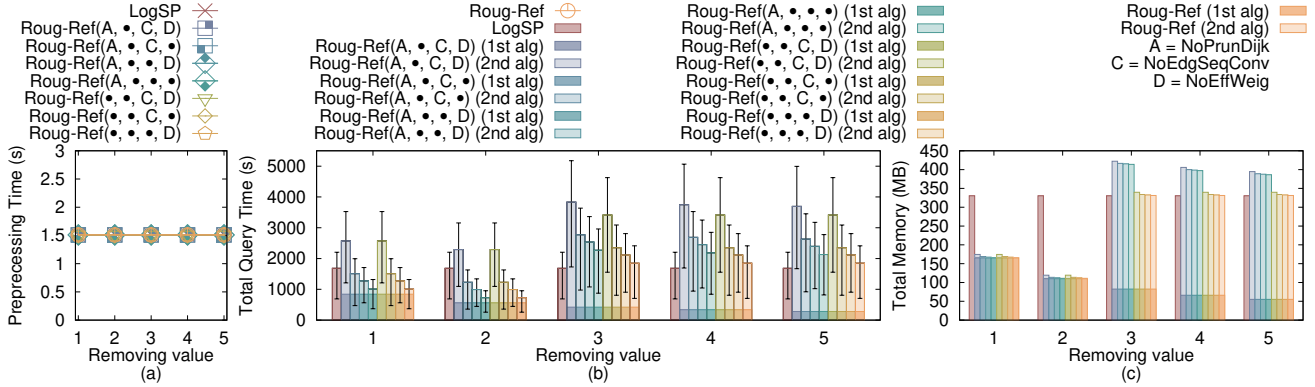 LogSP
Roug-Ref(A, •, C, D)
Roug-Ref(A, •, C, •)
Roug-Ref(A, •, •, D)
Roug-Ref(A, •, •, •)
Roug-Ref(•, •, C, D)
Roug-Ref(•, •, C, •)
Roug-Ref(•, •, •, D)
Roug-Ref
LogSP
Roug-Ref(A, •, C, D) (1st alg)
Roug-Ref(A, •, C, D) (2nd alg)
Roug-Ref(A, •, C, •) (1st alg)
Roug-Ref(A, •, C, •) (2nd alg)
Roug-Ref(A, •, •, D) (1st alg)
Roug-Ref(A, •, •, D) (2nd alg)
Roug-Ref(A, •, •, •) (1st alg)
Roug-Ref(A, •, •, •) (2nd alg)
Roug-Ref(•, •, C, D) (1st alg)
Roug-Ref(•, •, C, D) (2nd alg)
Roug-Ref(•, •, C, •) (1st alg)
Roug-Ref(•, •, C, •) (2nd alg)
Roug-Ref(•, •, •, D) (1st alg)
Roug-Ref(•, •, •, D) (2nd alg)
Roug-Ref (1st alg)
Roug-Ref (2nd alg)
A = NoPrunDijk
C = NoEdgSeqConv
D = NoEffWeig
Preprecessing Time (s)
3
2.5
2
1.5
1
0.5
0
1 2 3 4 5
Removing value
(a)
Total Query Time (s)
5000
4000
3000
2000
1000
0
1 2 3 4 5
Removing value
(b)
Total Memory (MB)
450
400
350
300
250
200
150
100
50
0
1 2 3 4 5
Removing value
(c)